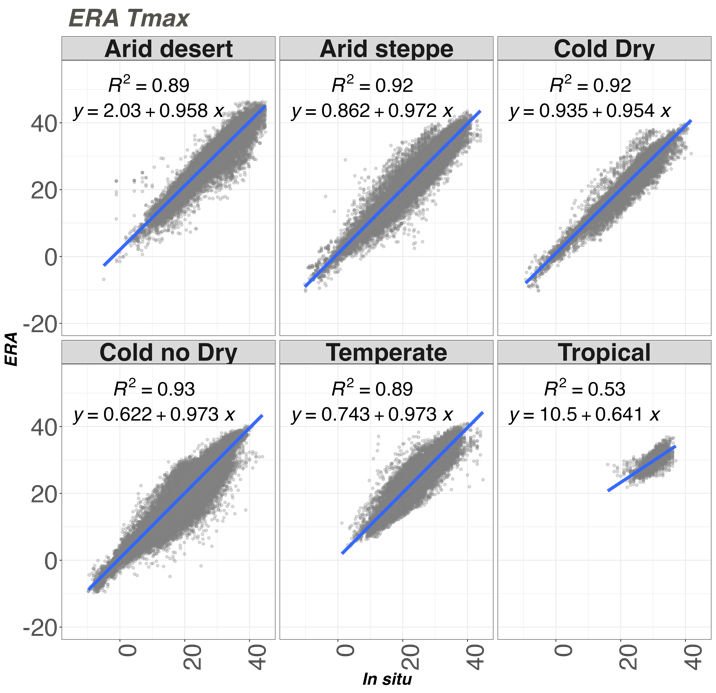 ERA Tmax
Arid desert
Arid steppe
Cold Dry
R² = 0.89
R² = 0.92
R² = 0.92
y = 2.03 + 0.958 x
y = 0.862 + 0.972 x
y = 0.935 + 0.954 x
40
20
0
-20
Cold no Dry
Temperate
Tropical
R² = 0.93
R² = 0.89
R² = 0.53
y = 0.622 + 0.973 x
y = 0.743 + 0.973 x
y = 10.5 + 0.641 x
40
20
0
-20
ERA
0 20 40
0 20 40
0 20 40
In situ